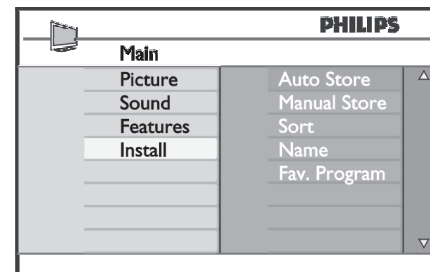 PHILIPS
Main
Picture
Sound
Features
Install
Auto Store
Manual Store
Sort
Name
Fav. Program